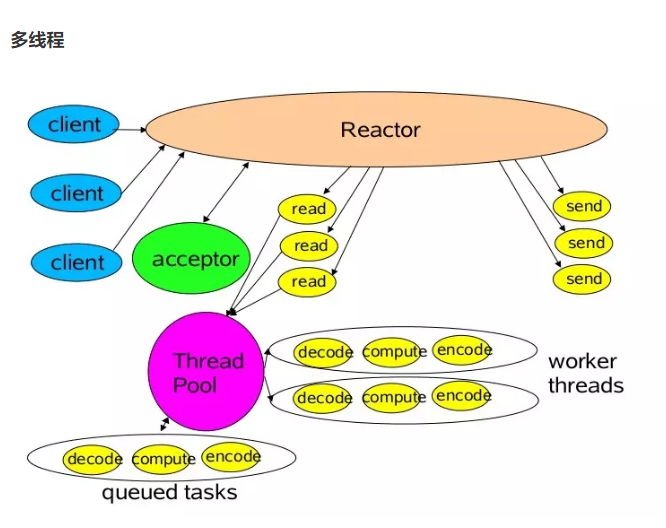 多线程
client
Reactor
client
read
send
acceptor
read
send
client
read
send
Thread
Pool
decode compute encode
worker
threads
decode compute encode
decode compute encode
queued tasks